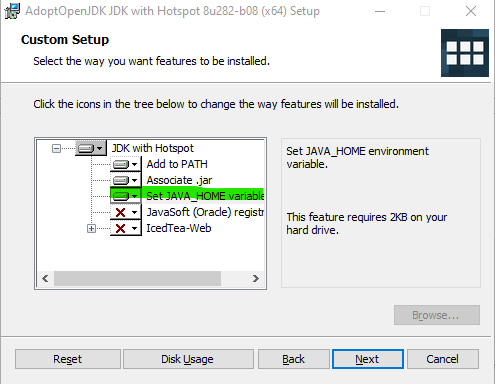 AdoptOpenJDK JDK with Hotspot 8u282-b08 (x64) Setup
Custom Setup
Select the way you want features to be installed.
Click the icons in the tree below to change the way features will be installed.
JDK with Hotspot
Add to PATH
Associate .jar
Set JAVA_HOME variable
JavaSoft (Oracle) registr
IcedTea-Web
Set JAVA_HOME environment
variable.
This feature requires 2KB on your
hard drive.
Browse...
Reset
Disk Usage
Back
Next
Cancel